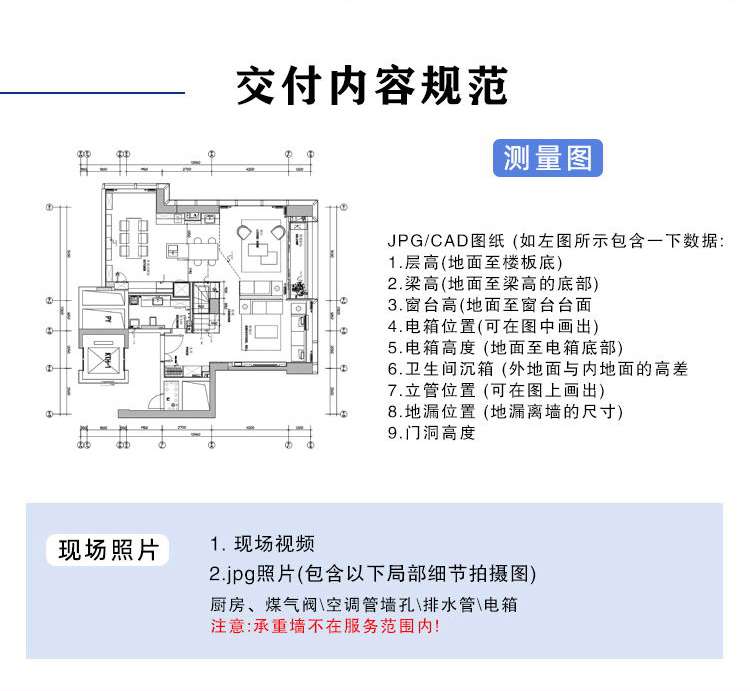 交付内容规范
测量图
JPG/CAD图纸 (如左图所示包含一下数据:
1.层高(地面至楼板底)
2.梁高(地面至梁高的底部)
3.窗台高(地面至窗台台面
4.电箱位置(可在图中画出)
5.电箱高度 (地面至电箱底部)
6.卫生间沉箱 (外地面与内地面的高差
7.立管位置 (可在图上画出)
8.地漏位置 (地漏离墙的尺寸)
9.门洞高度
现场照片
1. 现场视频
2.jpg照片(包含以下局部细节拍摄图)
厨房、煤气阀\空调管墙孔\排水管\电箱
注意:承重墙不在服务范围内!